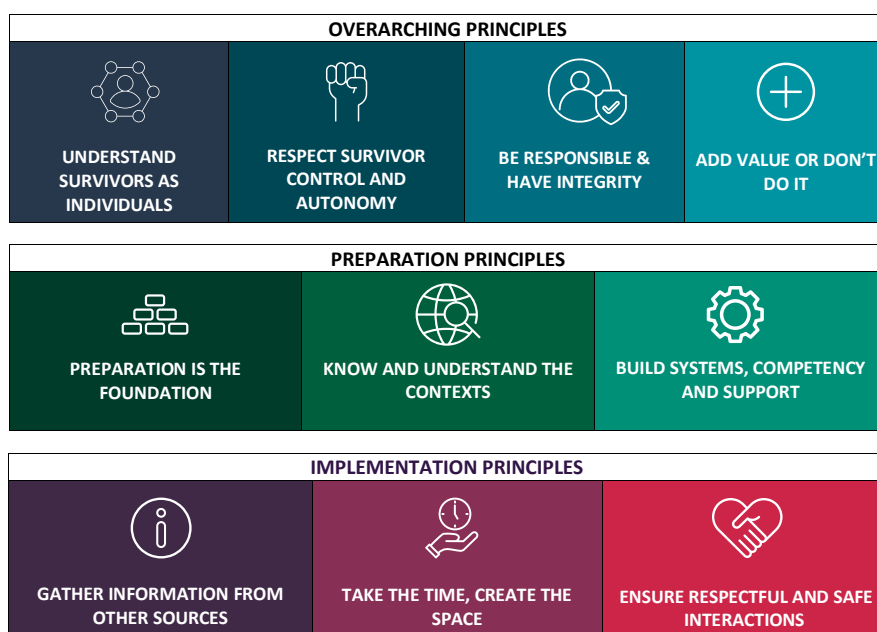 OVERARCHING PRINCIPLES
UNDERSTAND
SURVIVORS AS
INDIVIDUALS
RESPECT SURVIVOR
CONTROL AND
AUTONOMY
BE RESPONSIBLE &
HAVE INTEGRITY
ADD VALUE OR DON'T
DO IT
PREPARATION PRINCIPLES
PREPARATION IS THE
FOUNDATION
KNOW AND UNDERSTAND THE
CONTEXTS
BUILD SYSTEMS, COMPETENCY
AND SUPPORT
IMPLEMENTATION PRINCIPLES
GATHER INFORMATION FROM
OTHER SOURCES
TAKE THE TIME, CREATE THE
SPACE
ENSURE RESPECTFUL AND SAFE
INTERACTIONS